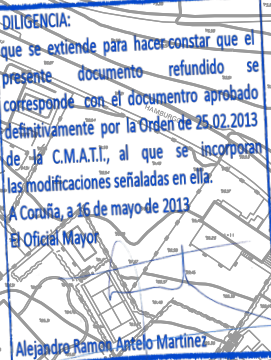 DILIGENCIA:
que se extiende para hacer constar que el
presente documento refundido se
corresponde con el documentro aprobado
definitivamente por la Orden de 25.02.2013
de la C.M.A.T.I., al que se incorporan
las modificaciones señaladas en ella.
A Coruña, a 16 de mayo de 2013
El Oficial Mayor
Alejandro Ramon Antelo Martinez